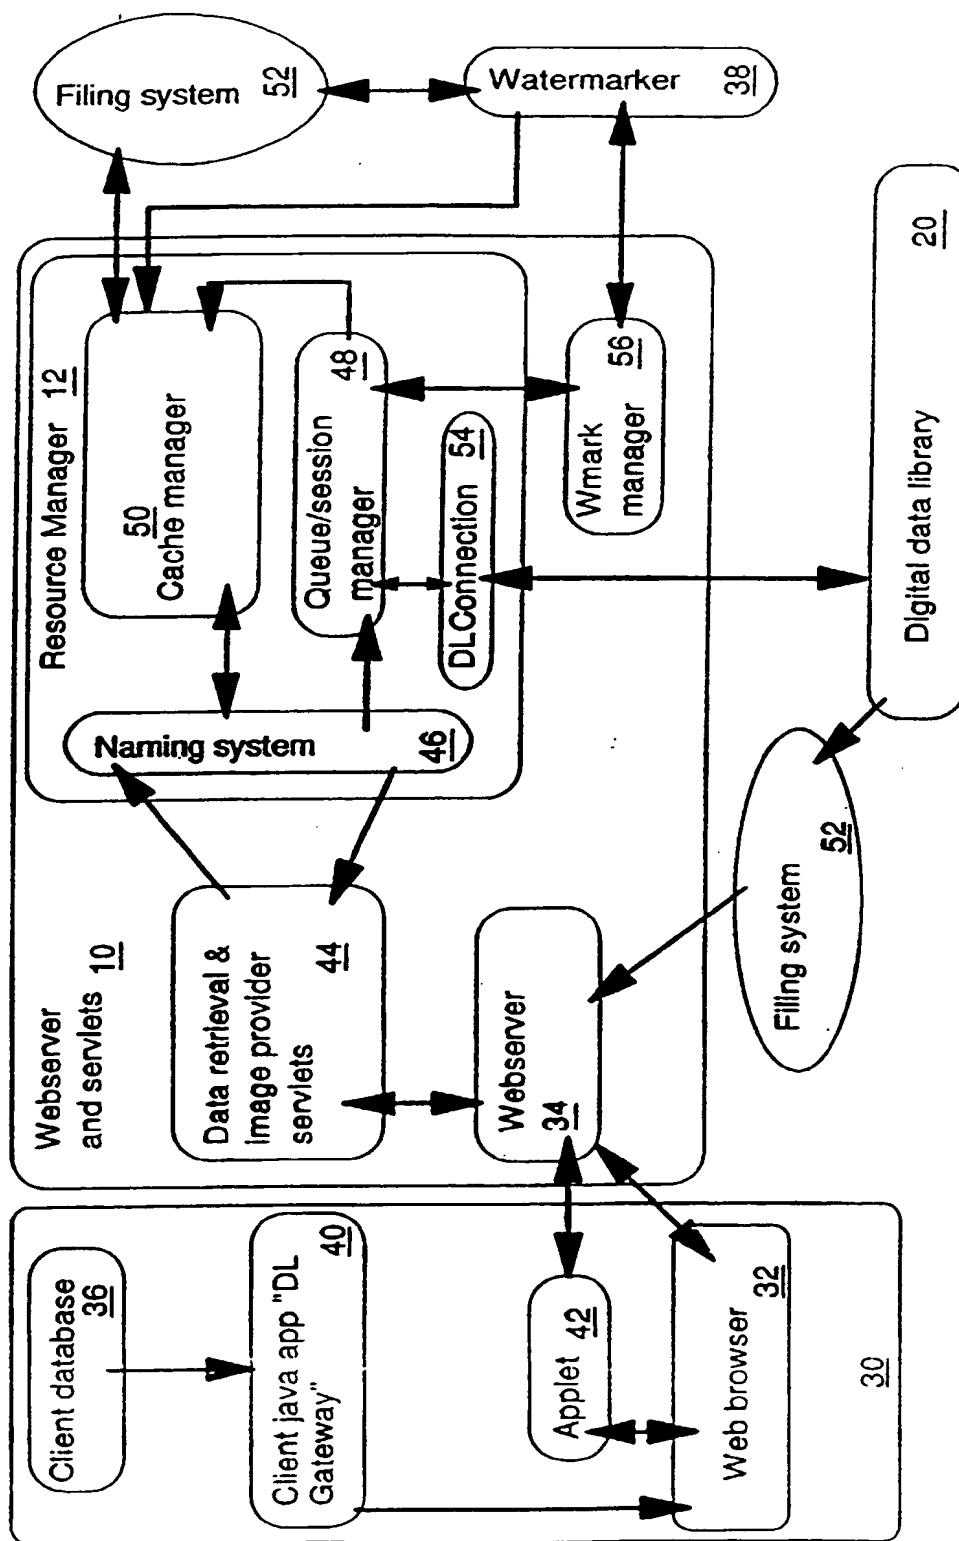 Client database
36
Client java app "DL
Gateway"
40
Applet 42
Web browser
32
30
Webserver
and servlets 10
Data retrieval &
image provider
servlets
44
Webserver
34
Resource Manager 12
Naming system
46
50
Cache manager
Queue/session
manager
48
DLConnection 54
Wmark
manager
56
Filing system
52
Watermarker
38
Filing system
52
Digital data library
20